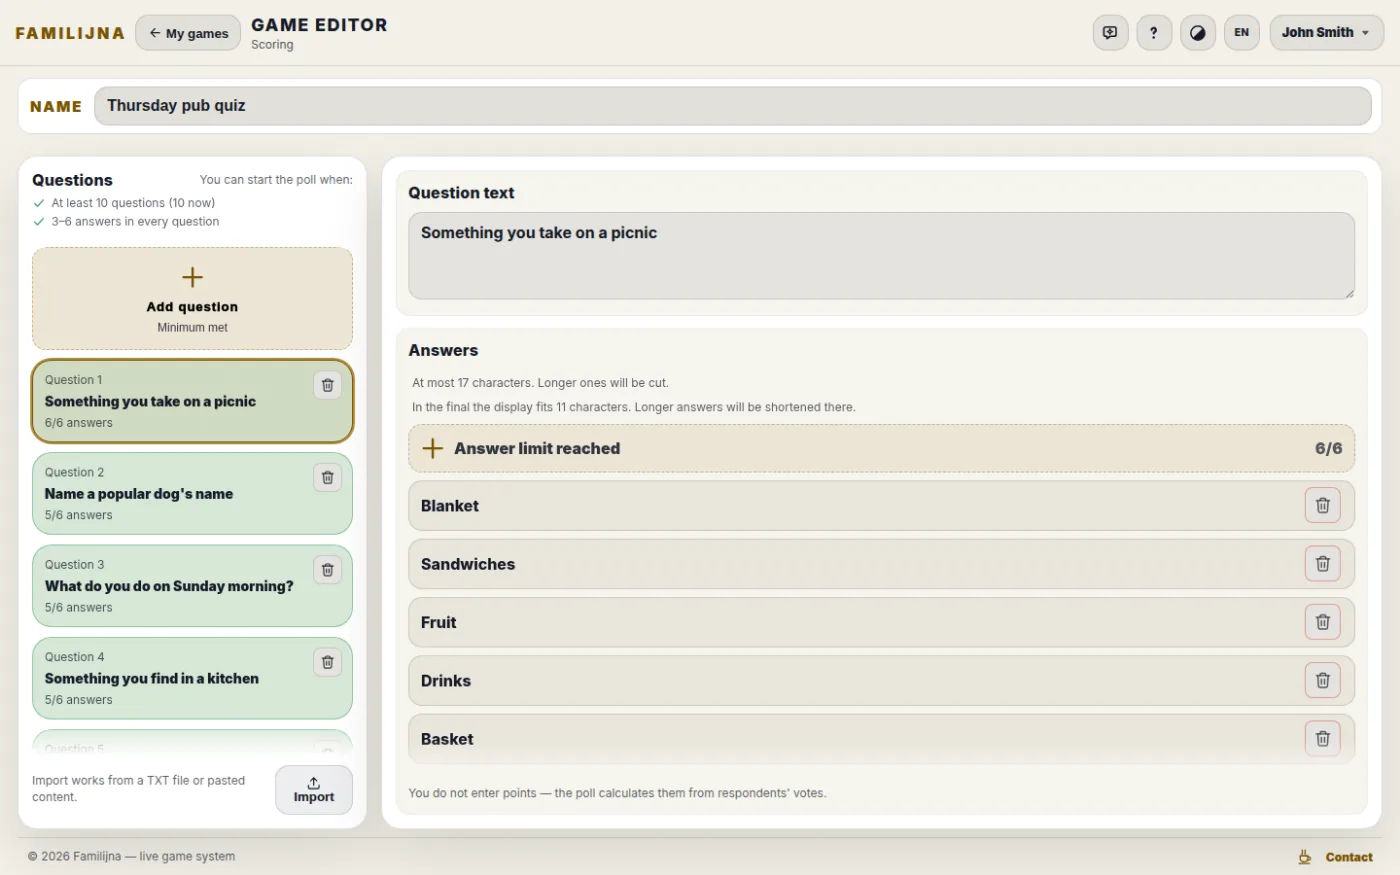 FAMILIJNA
← My games
GAME EDITOR
Scoring
?
EN
John Smith
NAME
Thursday pub quiz
Questions
You can start the poll when:
At least 10 questions (10 now)
3–6 answers in every question
Add question
Minimum met
Question 1
Something you take on a picnic
6/6 answers
Question 2
Name a popular dog's name
5/6 answers
Question 3
What do you do on Sunday morning?
5/6 answers
Question 4
Something you find in a kitchen
5/6 answers
Question 5
Import works from a TXT file or pasted
content.
Import
Question text
Something you take on a picnic
Answers
At most 17 characters. Longer ones will be cut.
In the final the display fits 11 characters. Longer answers will be shortened there.
Answer limit reached
6/6
Blanket
Sandwiches
Fruit
Drinks
Basket
You do not enter points — the poll calculates them from respondents' votes.
© 2026 Familijna — live game system
Contact